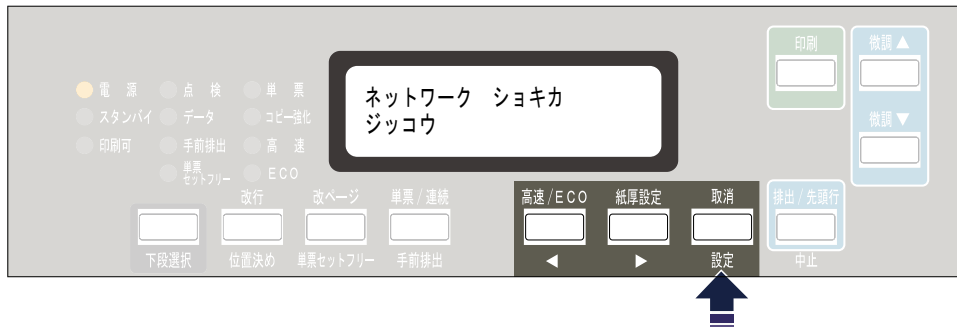 印刷
微調▲
電 源
点 検
単 票
ネットワーク ショキカ
ジッコウ
スタンバイ
データ
コピー強化
印刷可
手前排出
高 速
単票
セットフリー
ECO
微調▼
改行
改ページ
単票/連続
高速/ECO
紙厚設定
取消
排出/先頭行
下段選択
位置決め
単票セットフリー
手前排出
◀
▶
設定
中止